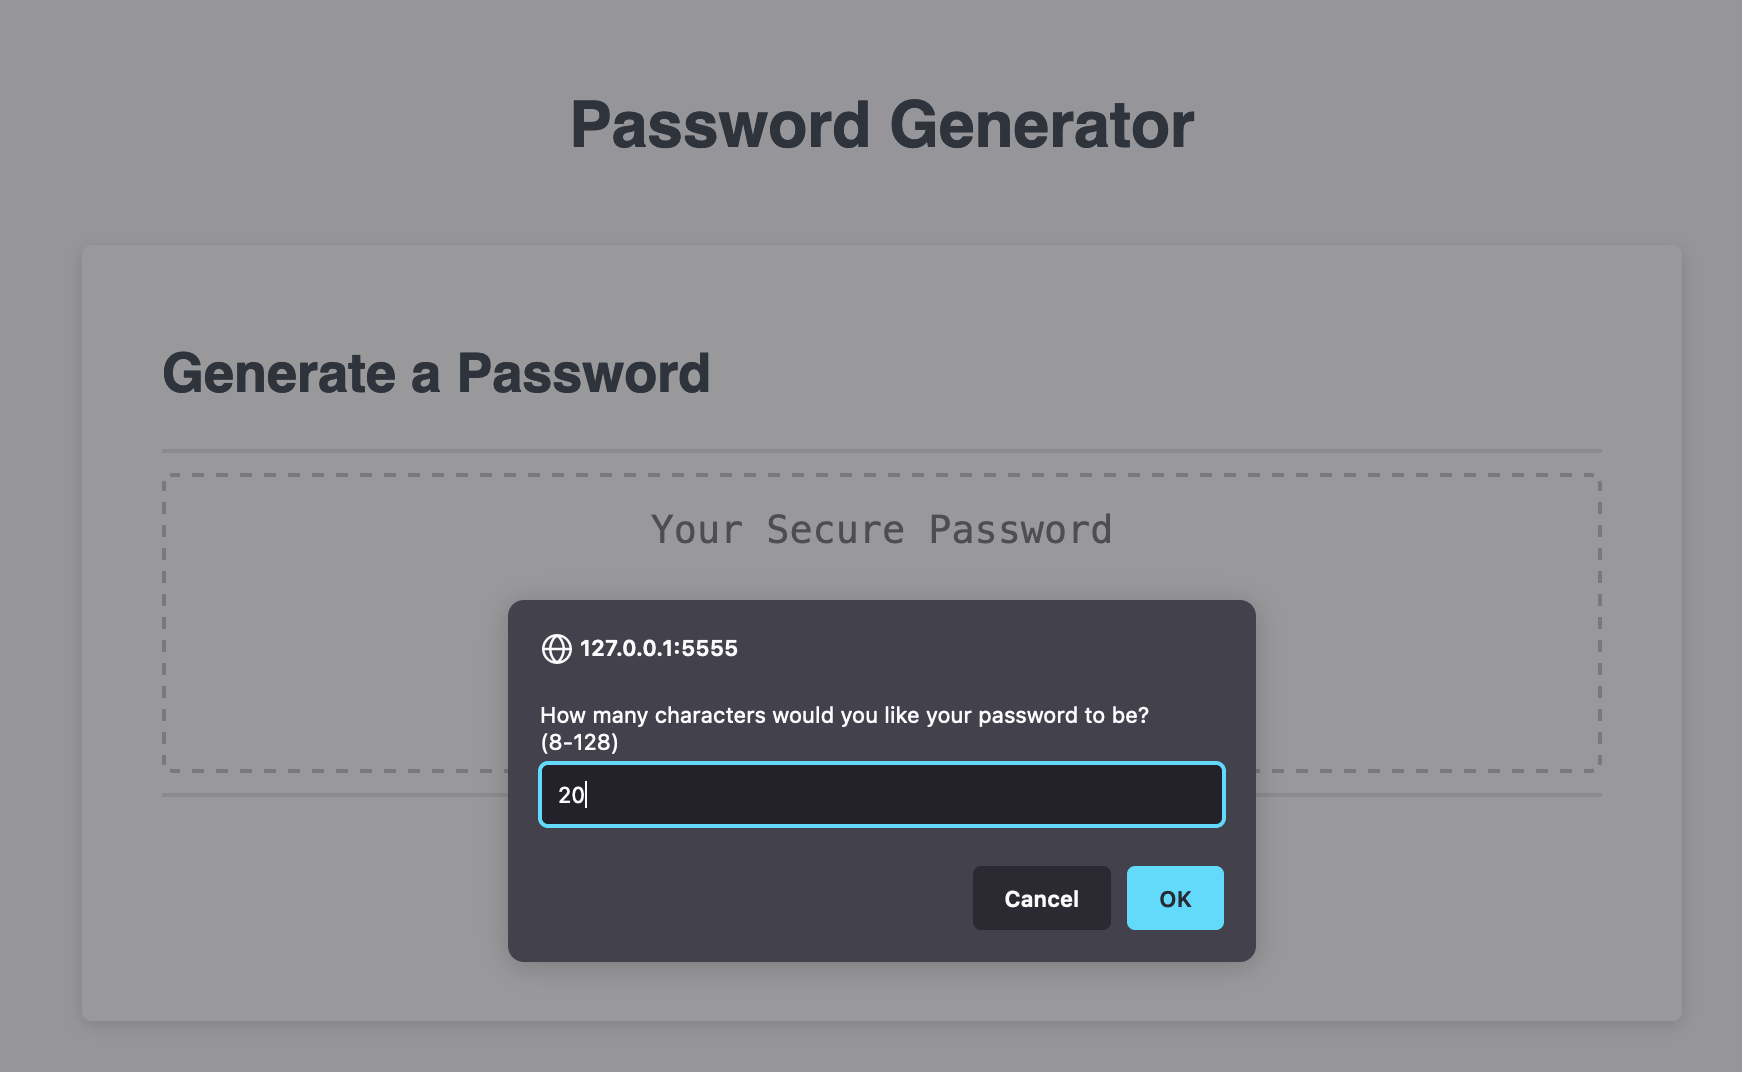 Password Generator
Generate a Password
Your Secure Password
127.0.0.1:5555
How many characters would you like your password to be?
(8-128)
20
Cancel
OK